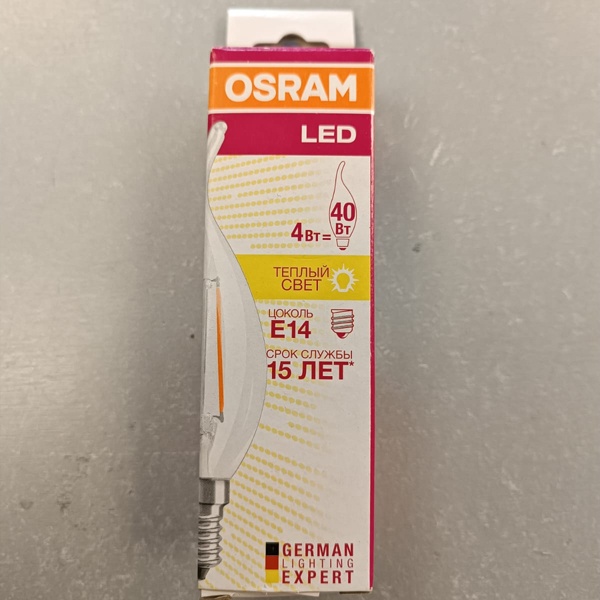 OSRAM
LED
40
Вт
4Вт=
ТЕПЛЫЙ
СВЕТ
ЦОКОЛЬ
E14
СРОК СЛУЖБЫ
15 ЛЕТ*
GERMAN
LIGHTING
EXPERT